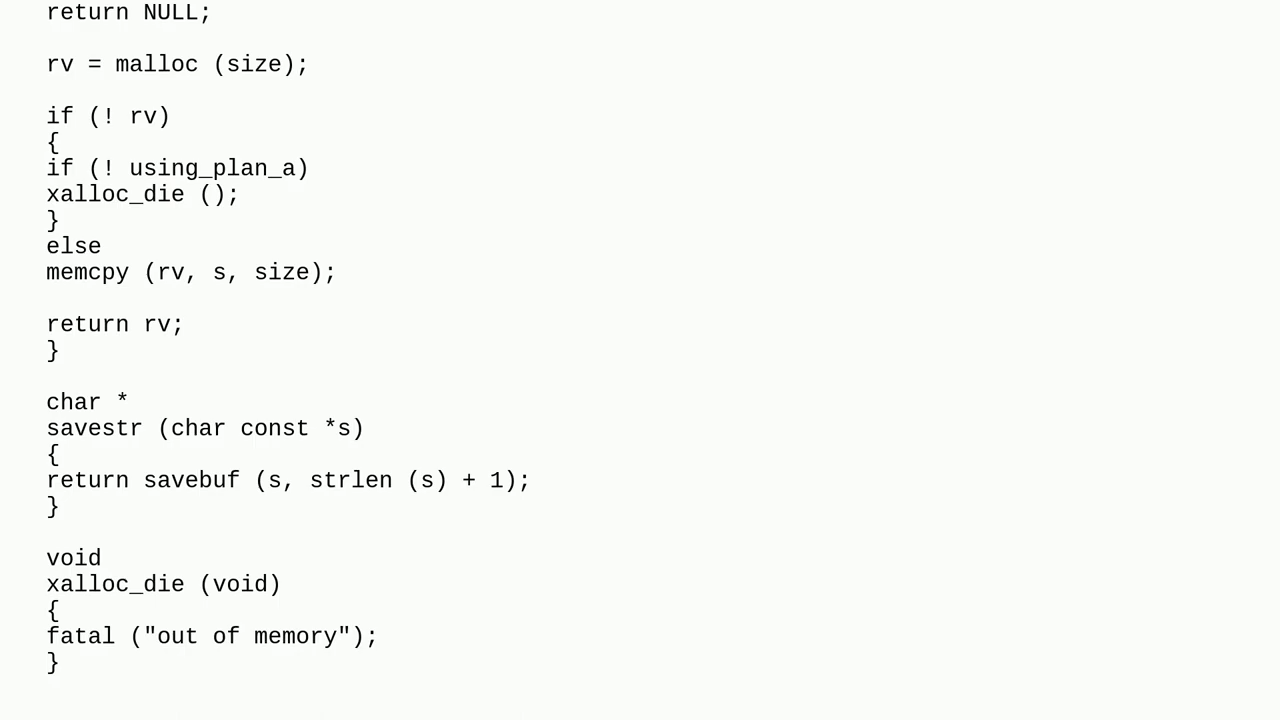 return NULL;

rv = malloc (size);

if (! rv)
{
if (! using_plan_a)
xalloc_die ();
}
else
memcpy (rv, s, size);

return rv;
}

char *
savestr (char const *s)
{
return savebuf (s, strlen (s) + 1);
}

void
xalloc_die (void)
{
fatal ("out of memory");
}